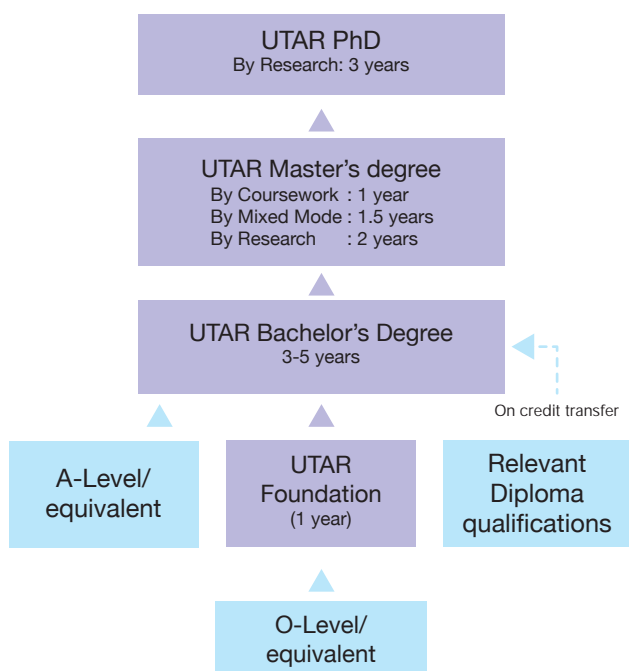 UTAR PhD
By Research: 3 years
UTAR Master's degree
By Coursework : 1 year
By Mixed Mode : 1.5 years
By Research : 2 years
UTAR Bachelor's Degree
3-5 years
On credit transfer
A-Level/
equivalent
UTAR
Foundation
(1 year)
Relevant
Diploma
qualifications
O-Level/
equivalent